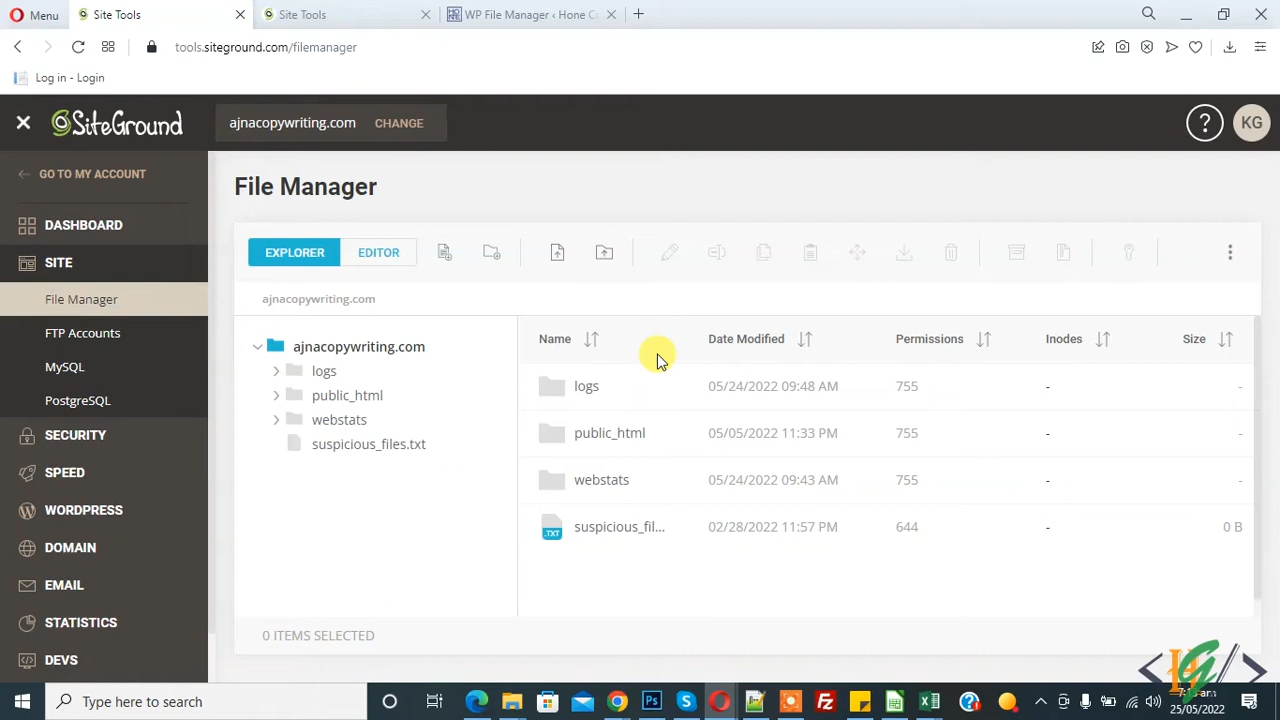 Menu
Site Tools
Site Tools
WP File Manager ‹ Hone C
tools.siteground.com/filemanager
Log in - Login
SiteGround
ajnacopywriting.com CHANGE
?
KG
GO TO MY ACCOUNT
DASHBOARD
SITE
File Manager
FTP Accounts
MySQL
PostgreSQL
SECURITY
SPEED
WORDPRESS
DOMAIN
EMAIL
STATISTICS
DEVS
File Manager
EXPLORER EDITOR
ajnacopywriting.com
ajnacopywriting.com
logs
public_html
webstats
suspicious_files.txt
Name Date Modified Permissions Inodes Size
logs 05/24/2022 09:48 AM 755 - -
public_html 05/05/2022 11:33 PM 755 - -
webstats 05/24/2022 09:43 AM 755 - -
.TXT suspicious_fil... 02/28/2022 11:57 PM 644 - 0 B
0 ITEMS SELECTED
Type here to search
25/05/2022